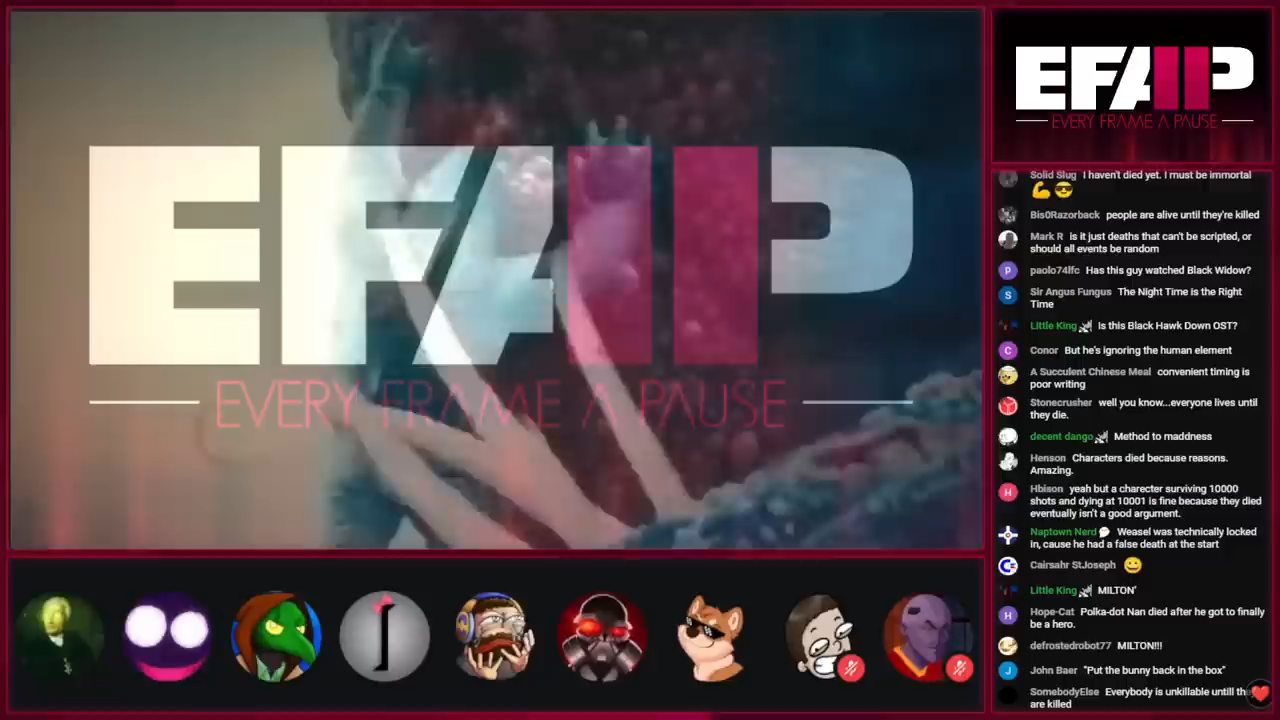 EFAP
EVERY FRAME A PAUSE
EFAP
EVERY FRAME A PAUSE
Solid Slug I haven't died yet. I must be immortal
💪😎
Bis0Razorback people are alive until they're killed
Mark R is it just deaths that can't be scripted, or
should all events be random
P
paolo74lfc Has this guy watched Black Widow?
S
Sir Angus Fungus The Night Time is the Right
Time
Little King Is this Black Hawk Down OST?
C
Conor But he's ignoring the human element
A Succulent Chinese Meal convenient timing is
poor writing
Stonecrusher well you know...everyone lives until
they die.
decent dango Method to maddness
Henson Characters died because reasons.
Amazing.
H
Hbison yeah but a charecter surviving 10000
shots and dying at 10001 is fine because they died
eventually isn't a good argument.
Naptown Nerd Weasel was technically locked
in, cause he had a false death at the start
Cairsahr StJoseph 😀
Little King MILTON'
H
Hope-Cat Polka-dot Nan died after he got to finally
be a hero.
defrostedrobot77 MILTON!!!
J
John Baer "Put the bunny back in the box"
SomebodyElse Everybody is unkillable untill
are killed